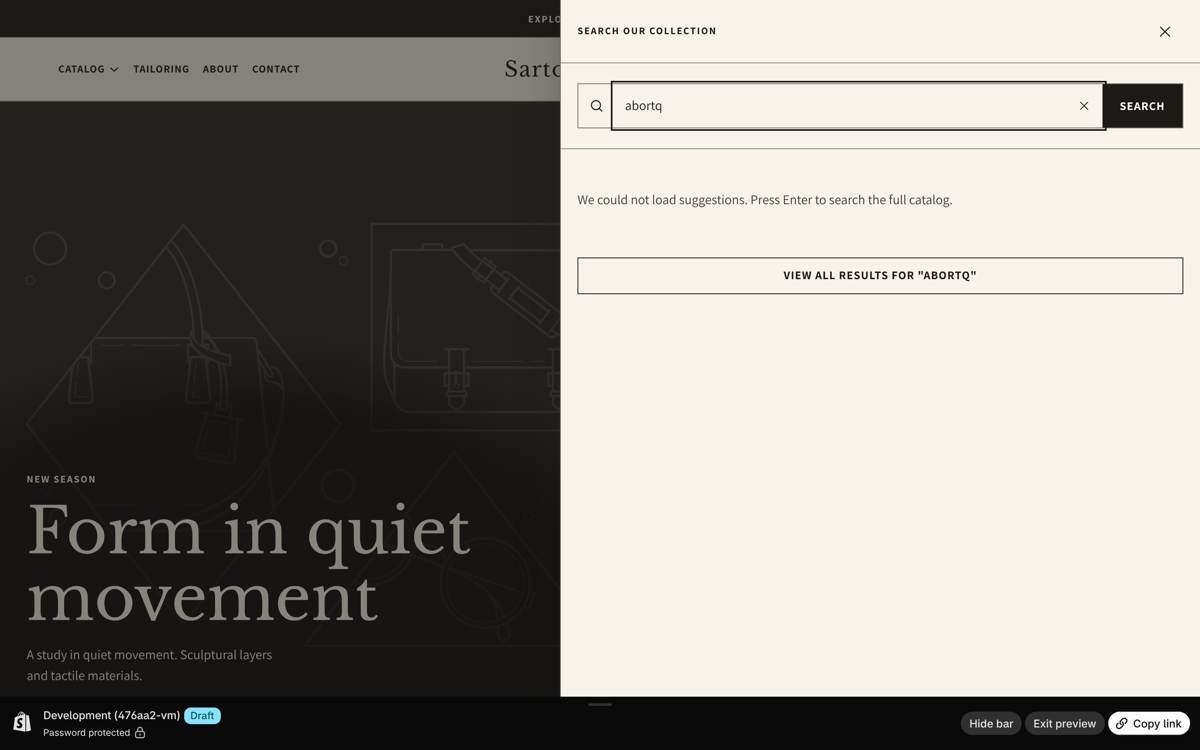 EXPLO
SEARCH OUR COLLECTION
CATALOG
TAILORING
ABOUT
CONTACT
Sarto
abortq
SEARCH
We could not load suggestions. Press Enter to search the full catalog.
VIEW ALL RESULTS FOR "ABORTQ"
NEW SEASON
Form in quiet
movement
A study in quiet movement. Sculptural layers
and tactile materials.
Development (476aa2-vm) Draft
Password protected
Hide bar
Exit preview
Copy link